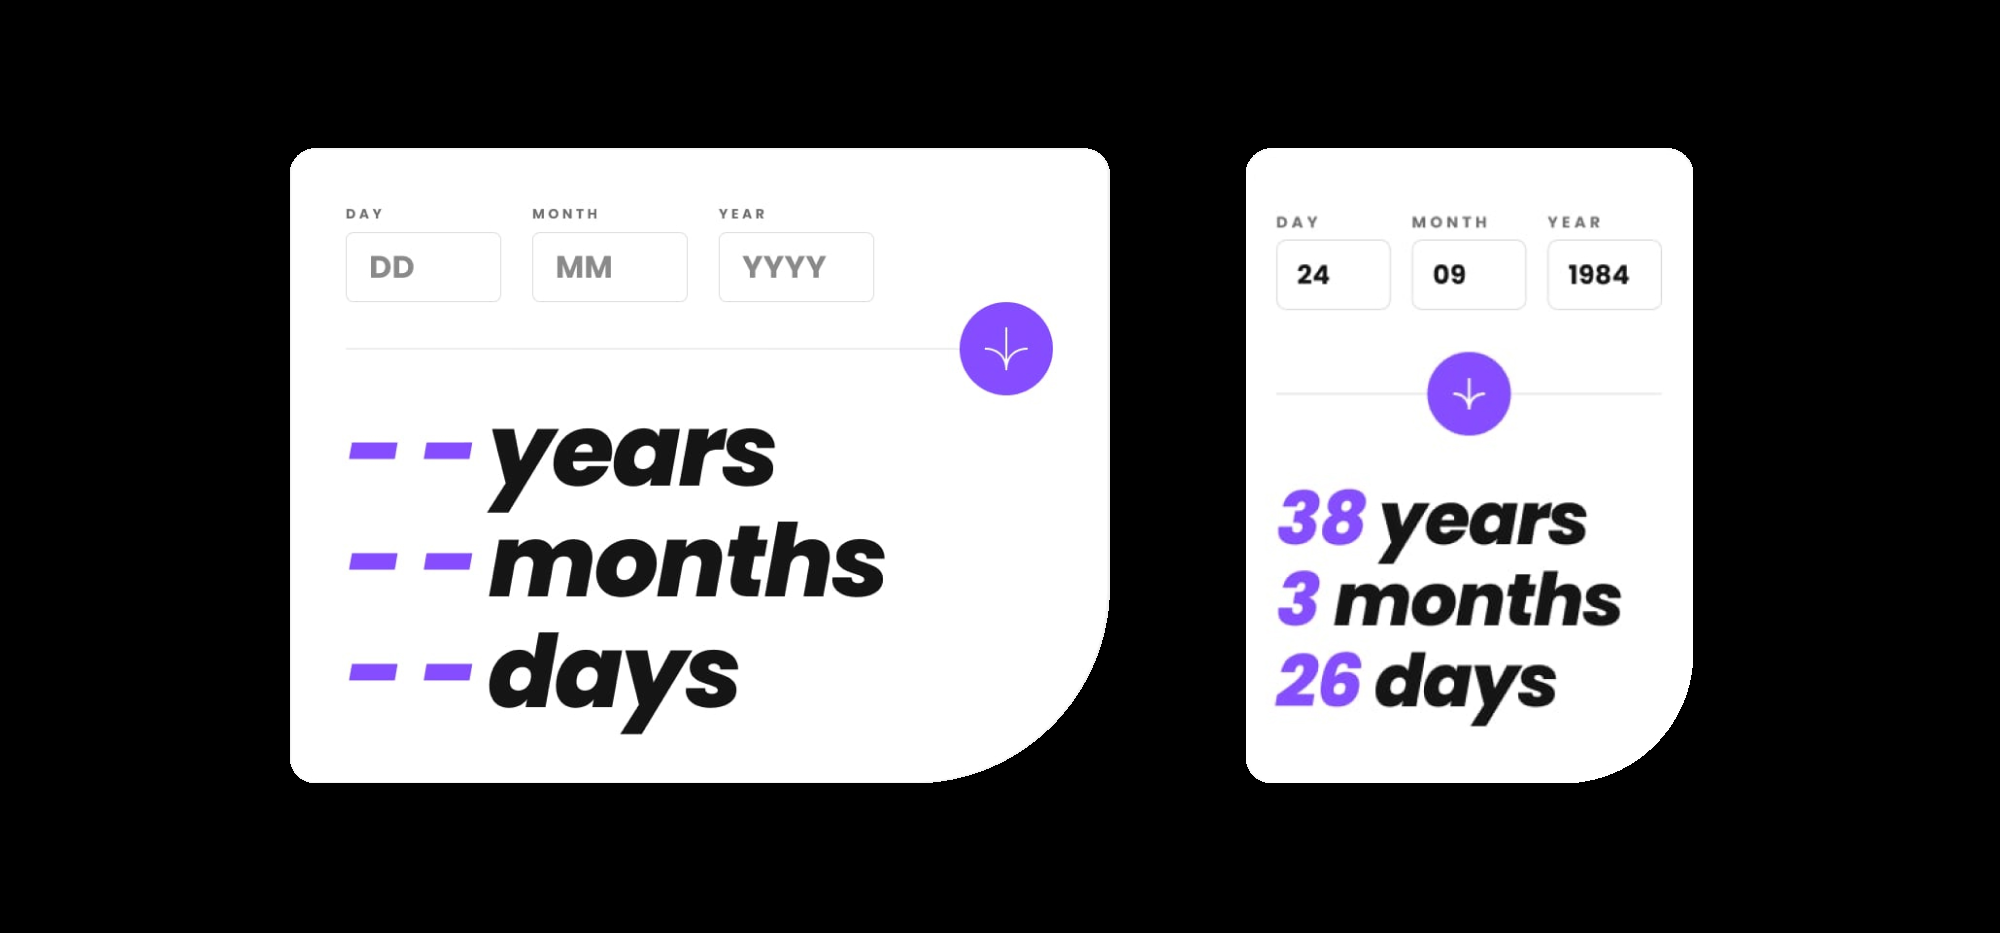 DAY MONTH YEAR
DD MM YYYY
-- years
-- months
-- days
DAY MONTH YEAR
24 09 1984
38 years
3 months
26 days